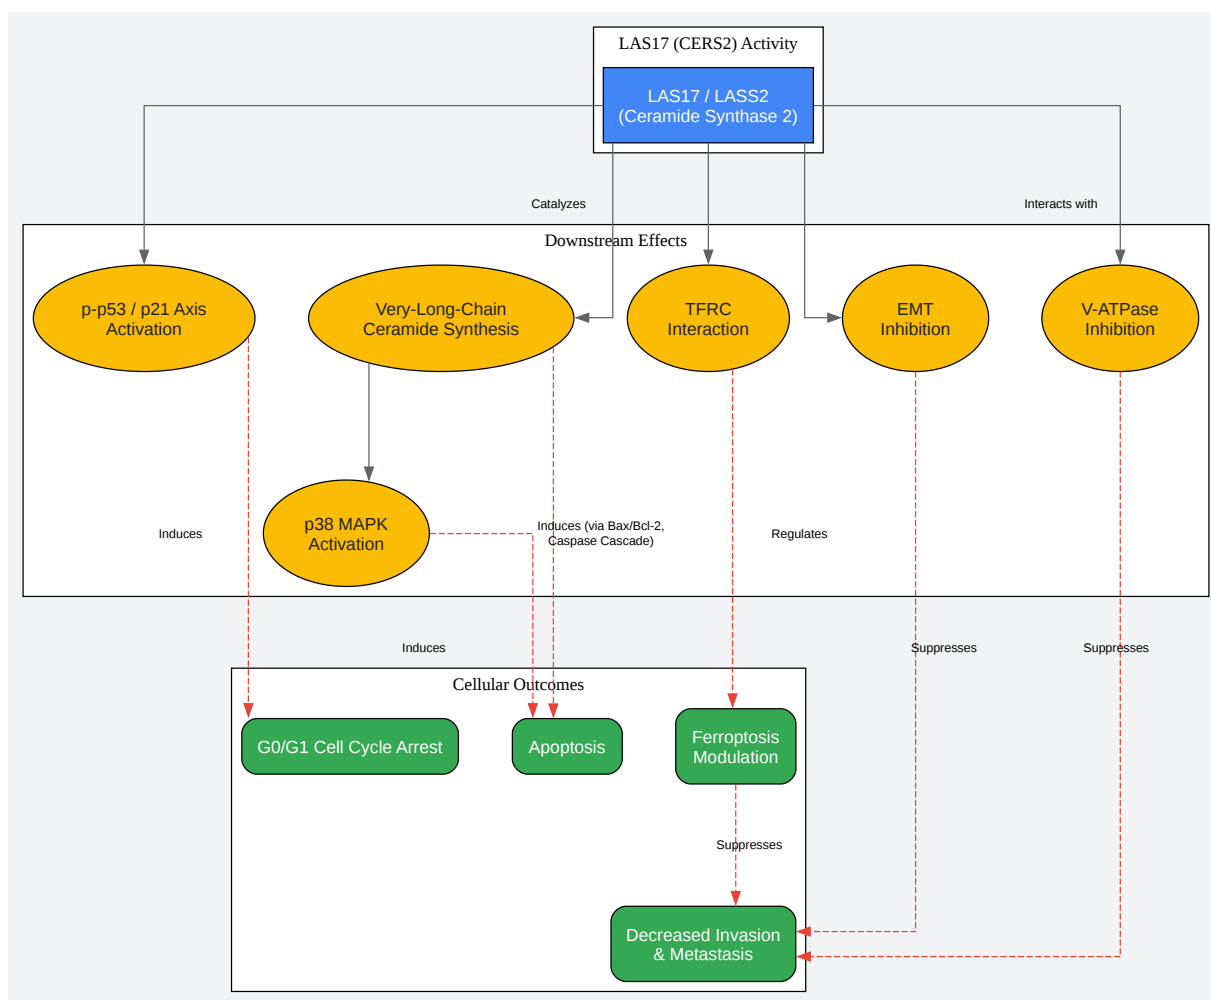 LAS17 (CERS2) Activity
LAS17 / LASS2
(Ceramide Synthase 2)
Catalyzes
Interacts with
Downstream Effects
p-p53 / p21 Axis
Activation
Very-Long-Chain
Ceramide Synthesis
TFRC
Interaction
EMT
Inhibition
V-ATPase
Inhibition
p38 MAPK
Activation
Induces
Induces (via Bax/Bcl-2,
Caspase Cascade)
Regulates
Induces
Suppresses
Suppresses
Cellular Outcomes
G0/G1 Cell Cycle Arrest
Apoptosis
Ferroptosis
Modulation
Suppresses
Decreased Invasion
& Metastasis